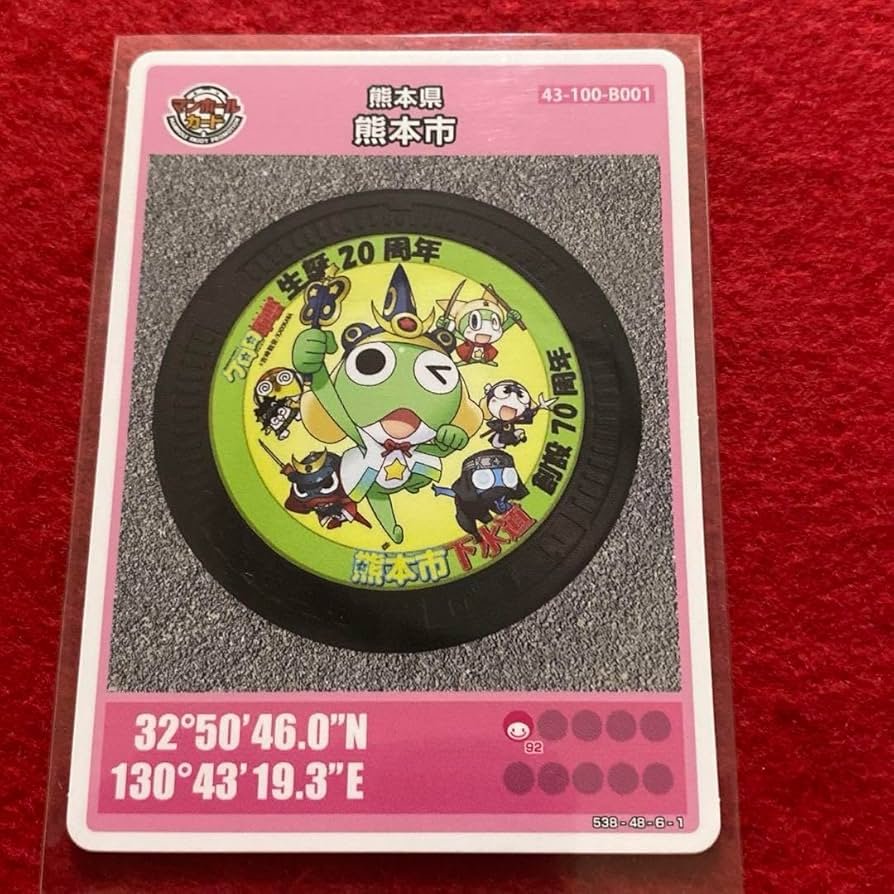 マンホール
カード
熊本県
熊本市
43-100-B001
ケロロ軍曹 生誕20周年
熊本市下水道 創設70周年
32°50'46.0"N
130°43'19.3"E
92
538-48-6-1